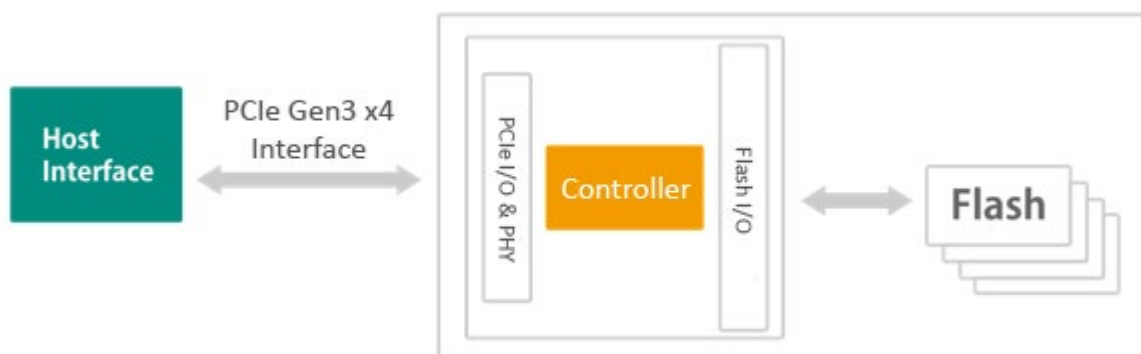 Host
Interface
PCIe Gen3 x4
Interface
PCIe I/O & PHY
Controller
Flash I/O
Flash